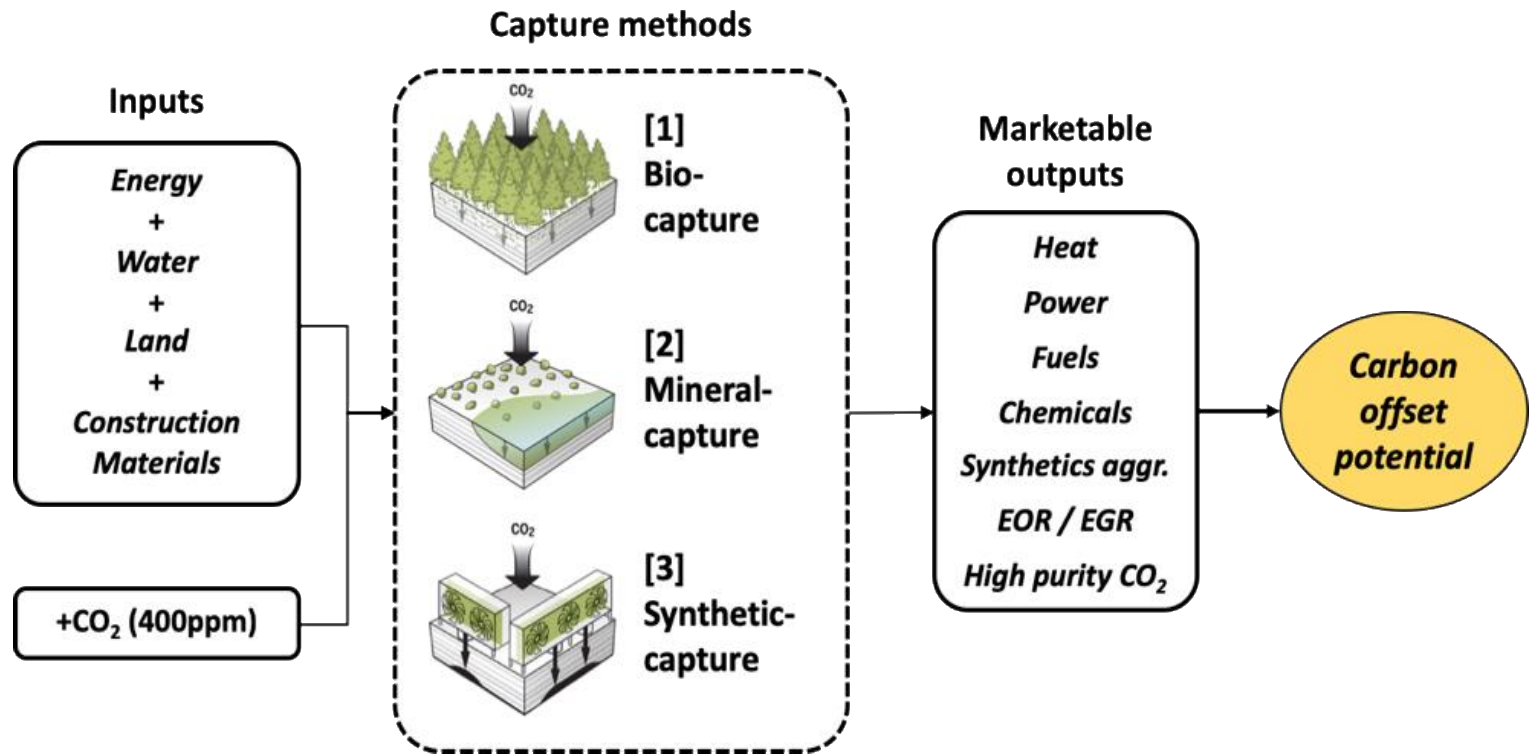 Capture methods
Inputs
Energy
+
Water
+
Land
+
Construction
Materials
+CO₂ (400ppm)
CO₂
[1]
Bio-
capture
CO₂
[2]
Mineral-
capture
CO₂
[3]
Synthetic-
capture
Marketable
outputs
Heat
Power
Fuels
Chemicals
Synthetics aggr.
EOR / EGR
High purity CO₂
Carbon
offset
potential